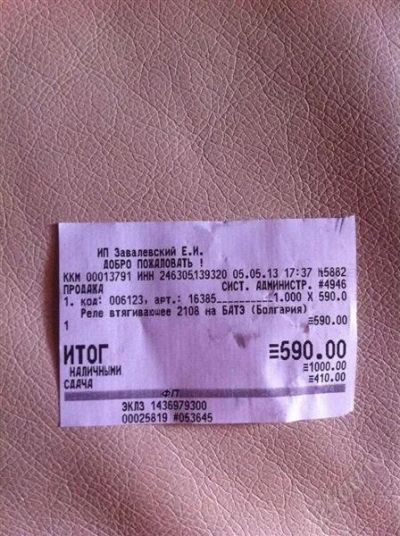 ИП Завалевский Е.И.
ДОБРО ПОЖАЛОВАТЬ !
ККМ 00013791 ИНН 246305139320 05.05.13 17:37 №5882
ПРОДАЖА СИСТ. АДМИНИСТР. #4946
1. код: 006123, арт.: 16385__________1.000 X 590.0
Реле втягивающее 2108 на БАТЭ (Болгария)
1 ≡590.00
ИТОГ ≡590.00
НАЛИЧНЫМИ ≡1000.00
СДАЧА ≡410.00
ФП
ЭКЛЗ 1436979300
00025819 #053645